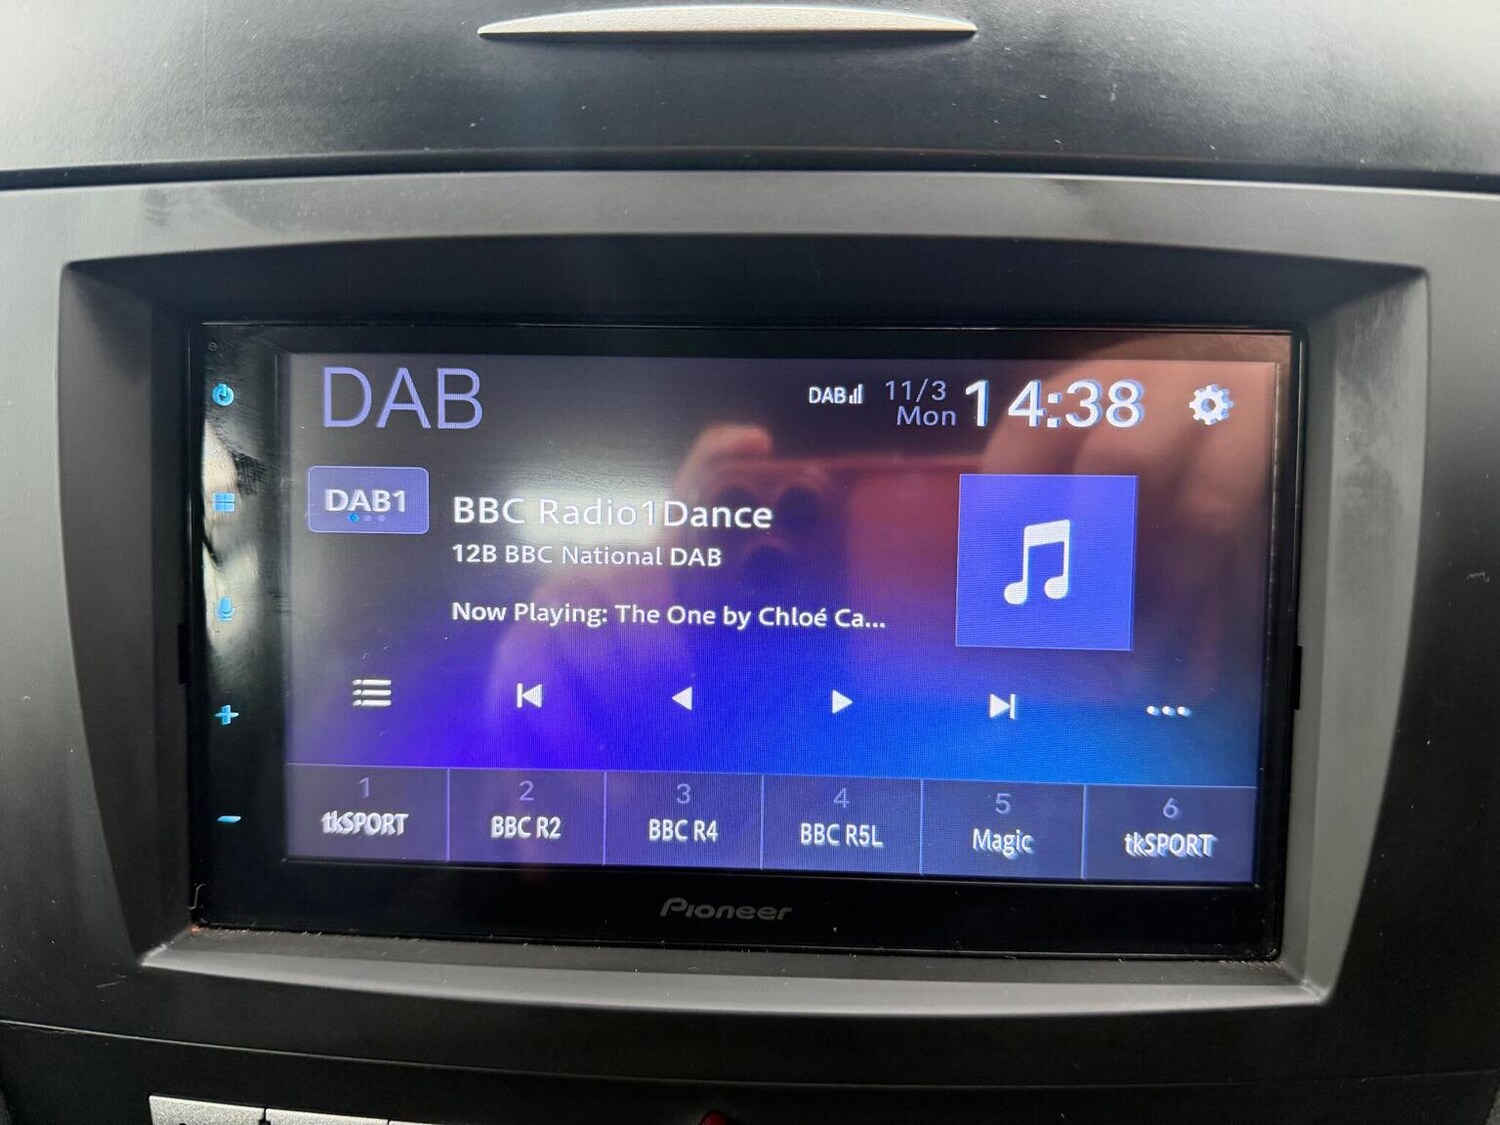 DAB
DAB
11/3
Mon
14:38
DAB1
BBC Radio1Dance
12B BBC National DAB
Now Playing: The One by Chloé Ca...
1
tkSPORT
2
BBC R2
3
BBC R4
4
BBC R5L
5
Magic
6
tkSPORT
Pioneer